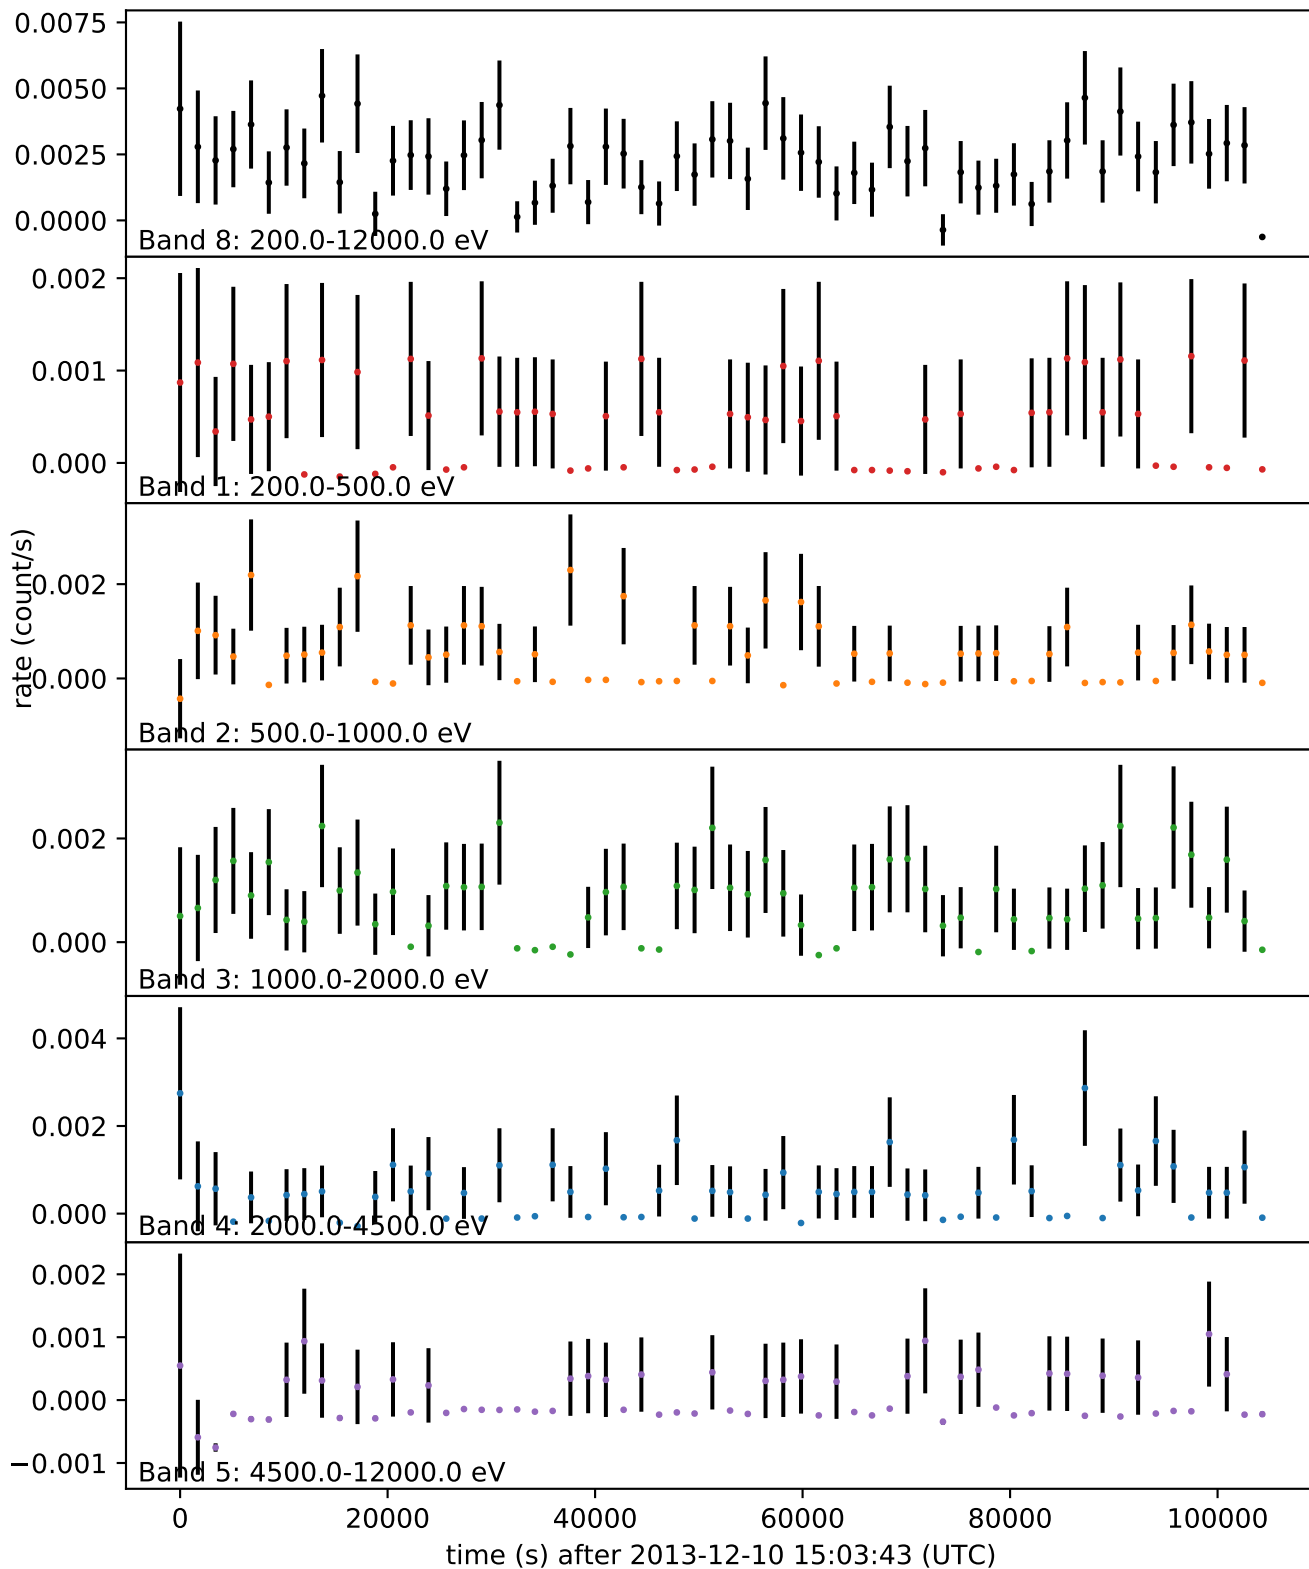 0.0075
0.0050
0.0025
0.0000
Band 8: 200.0-12000.0 eV
0.002
0.001
0.000
Band 1: 200.0-500.0 eV
rate (count/s)
0.002
0.000
Band 2: 500.0-1000.0 eV
0.002
0.000
Band 3: 1000.0-2000.0 eV
0.004
0.002
0.000
Band 4: 2000.0-4500.0 eV
0.002
0.001
0.000
−0.001
Band 5: 4500.0-12000.0 eV
0 20000 40000 60000 80000 100000
time (s) after 2013-12-10 15:03:43 (UTC)